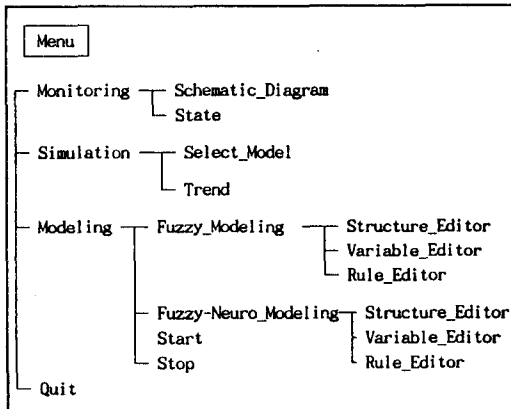 Menu
Monitoring Schematic_Diagram
State
Simulation Select_Model
Trend
Modeling Fuzzy_Modeling Structure_Editor
Variable_Editor
Rule_Editor
Fuzzy-Neuro_Modeling Structure_Editor
Start Variable_Editor
Stop Rule_Editor
Quit